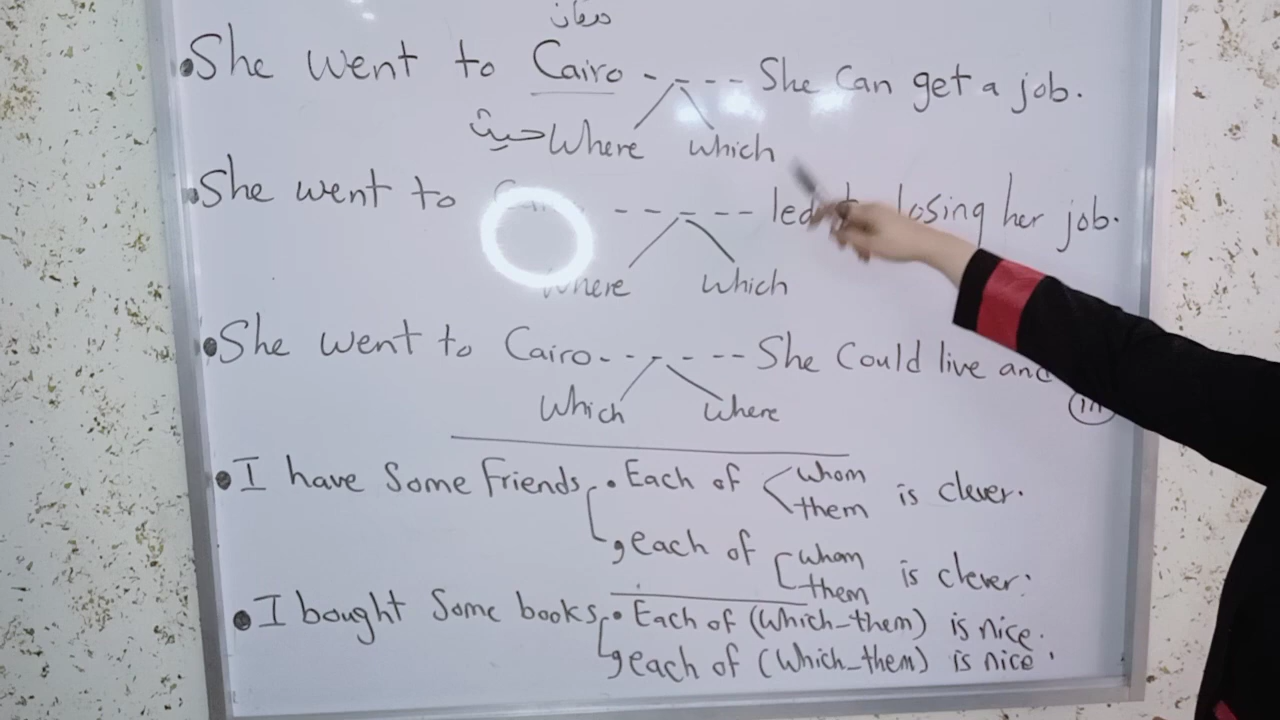 مكان
• She went to Cairo - - - - She can get a job.
حيث Where which
• She went to - - - - - led losing her job.
Where which
• She went to Cairo - - - - - She Could live and
in
Which where
• I have Some Friends . Each of whom is clever.
them
, each of whom is clever.
them
• I bought Some books . Each of (which_them) is nice.
, each of (which_them) is nice.